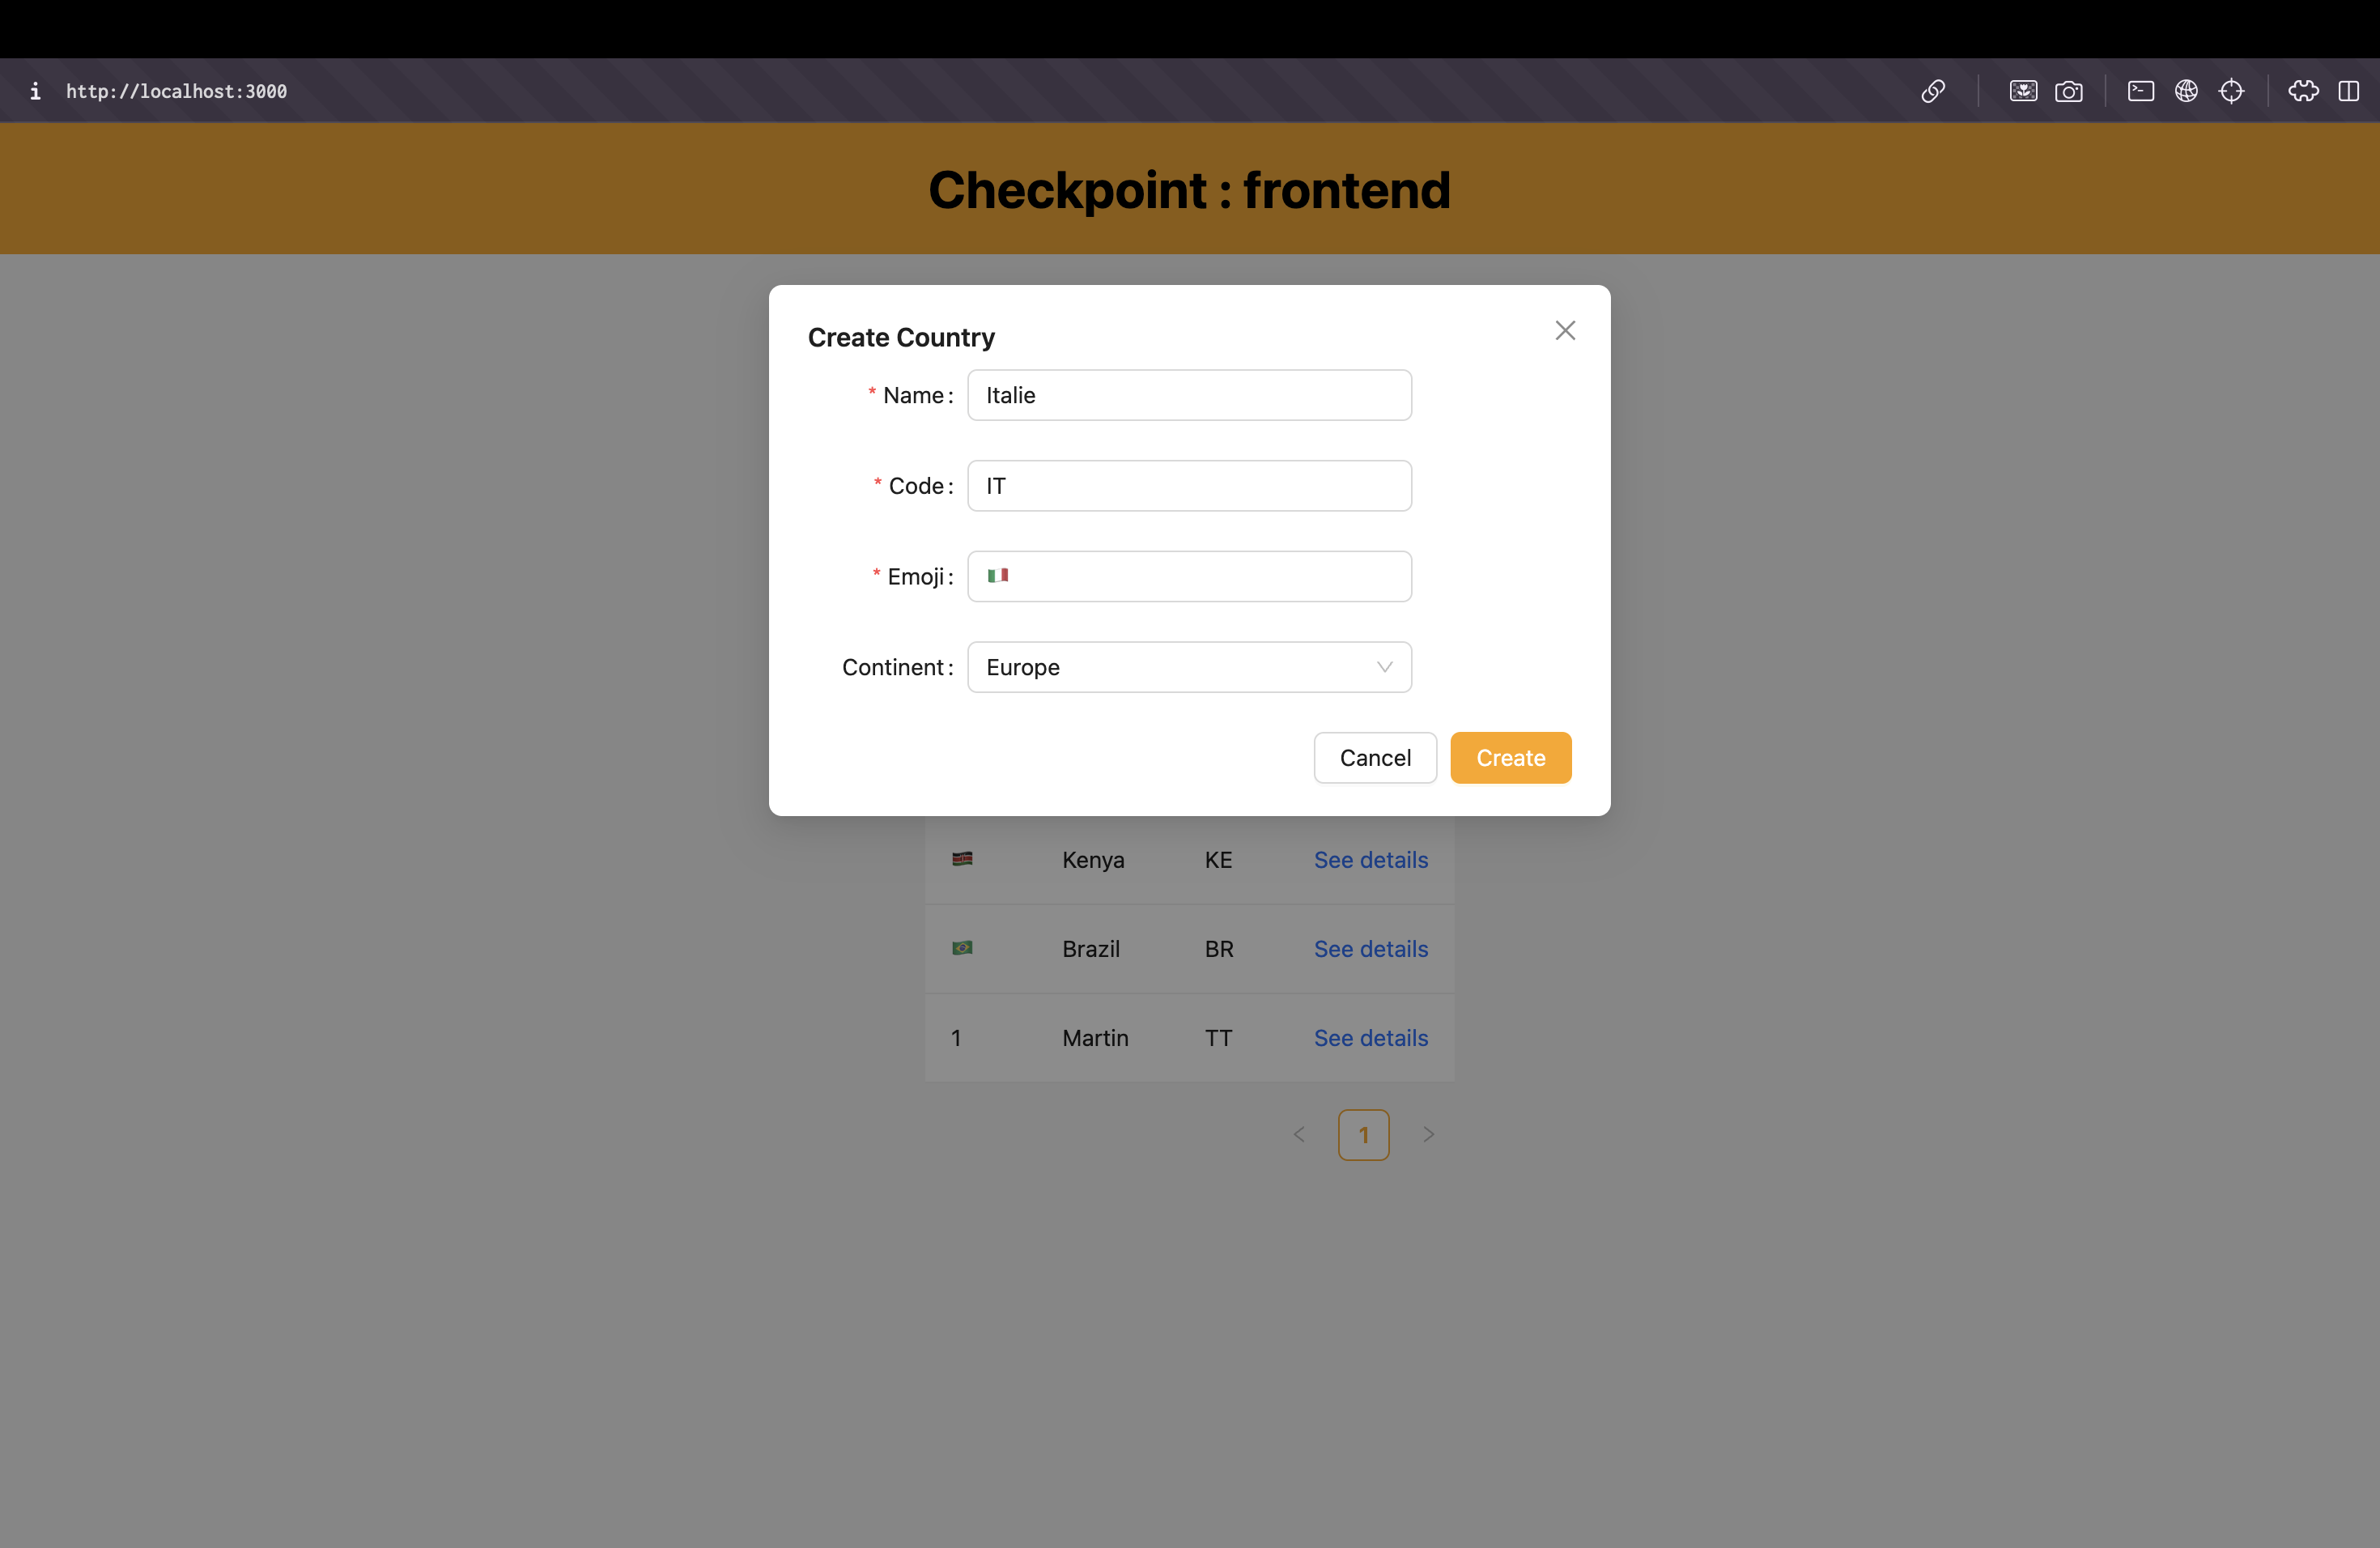 http://localhost:3000
Checkpoint : frontend
Create Country
* Name : Italie
* Code : IT
* Emoji : 🇮🇹
Continent : Europe
Cancel Create
🇰🇪 Kenya KE See details
🇧🇷 Brazil BR See details
1 Martin TT See details
< 1 >